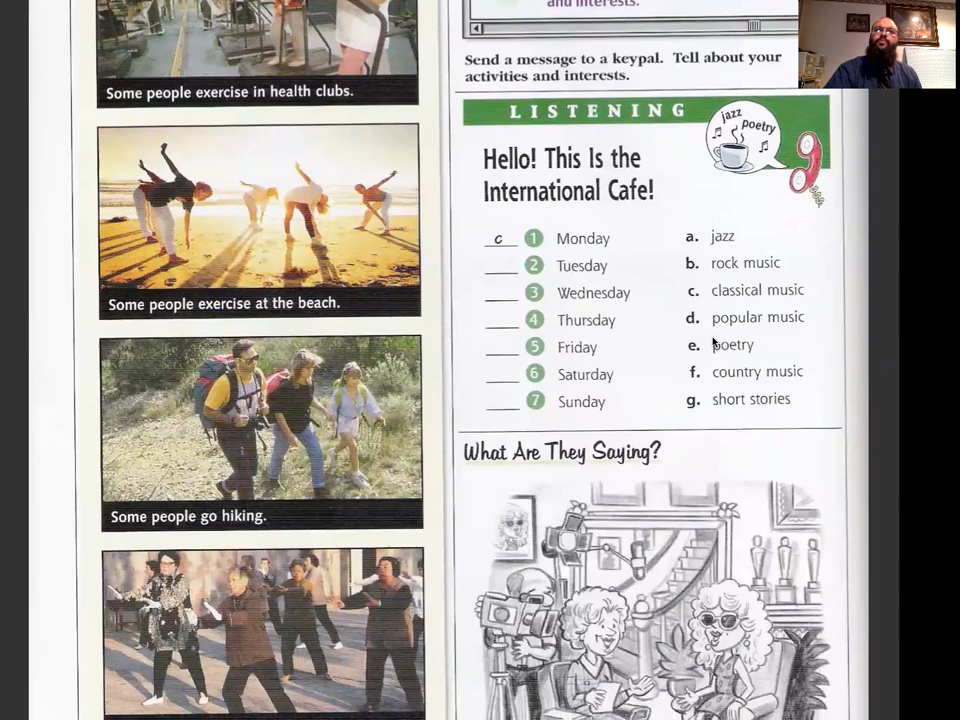 Some people exercise in health clubs.
Some people exercise at the beach.
Some people go hiking.
and interests.
Send a message to a keypal. Tell about your
activities and interests.
LISTENING
jazz
poetry
Hello! This Is the
International Cafe!
c 1 Monday a. jazz
2 Tuesday b. rock music
3 Wednesday c. classical music
4 Thursday d. popular music
5 Friday e. poetry
6 Saturday f. country music
7 Sunday g. short stories
What Are They Saying?